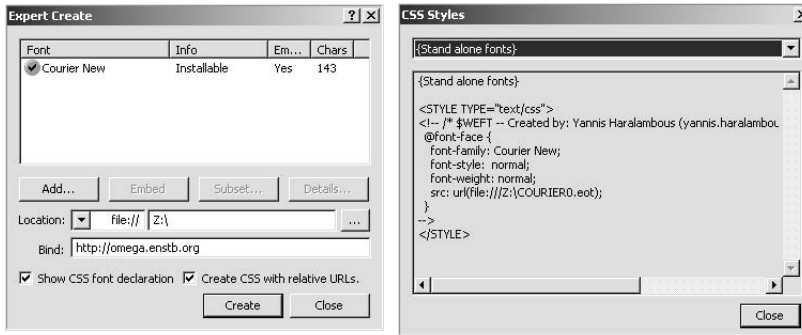 Expert Create
Font Info Em... Chars
Courier New Installable Yes 143
Add... Embed Subset... Details...
Location: file:// Z:\ ...
Bind: http://omega.enstb.org
Show CSS font declaration Create CSS with relative URLs.
Create Close
CSS Styles
{Stand alone fonts}
{Stand alone fonts}
<STYLE TYPE="text/css">
<!-- /* $WEFT -- Created by: Yannis Haralambous (yannis.haralambou
@font-face {
font-family: Courier New;
font-style: normal;
font-weight: normal;
src: url(file:///Z:\COURIER0.eot);
}
-->
</STYLE>
Close